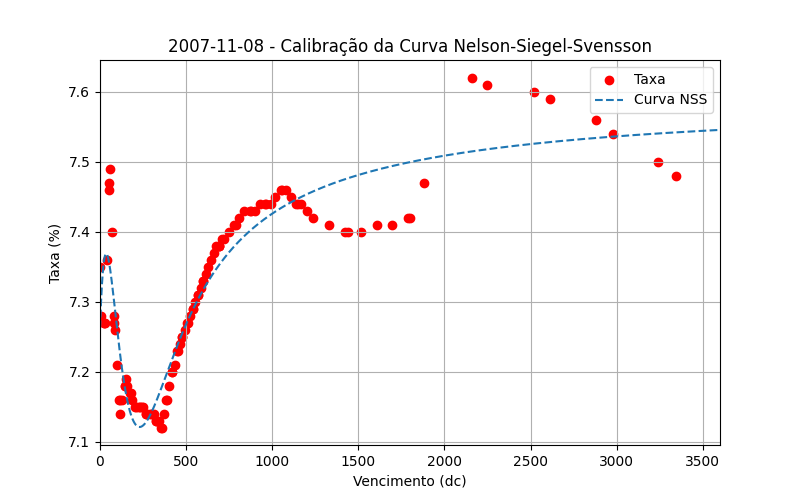 2007-11-08 - Calibração da Curva Nelson-Siegel-Svensson
Taxa
Curva NSS
Taxa (%)
7.6
7.5
7.4
7.3
7.2
7.1
0
500
1000
1500
2000
2500
3000
3500
Vencimento (dc)